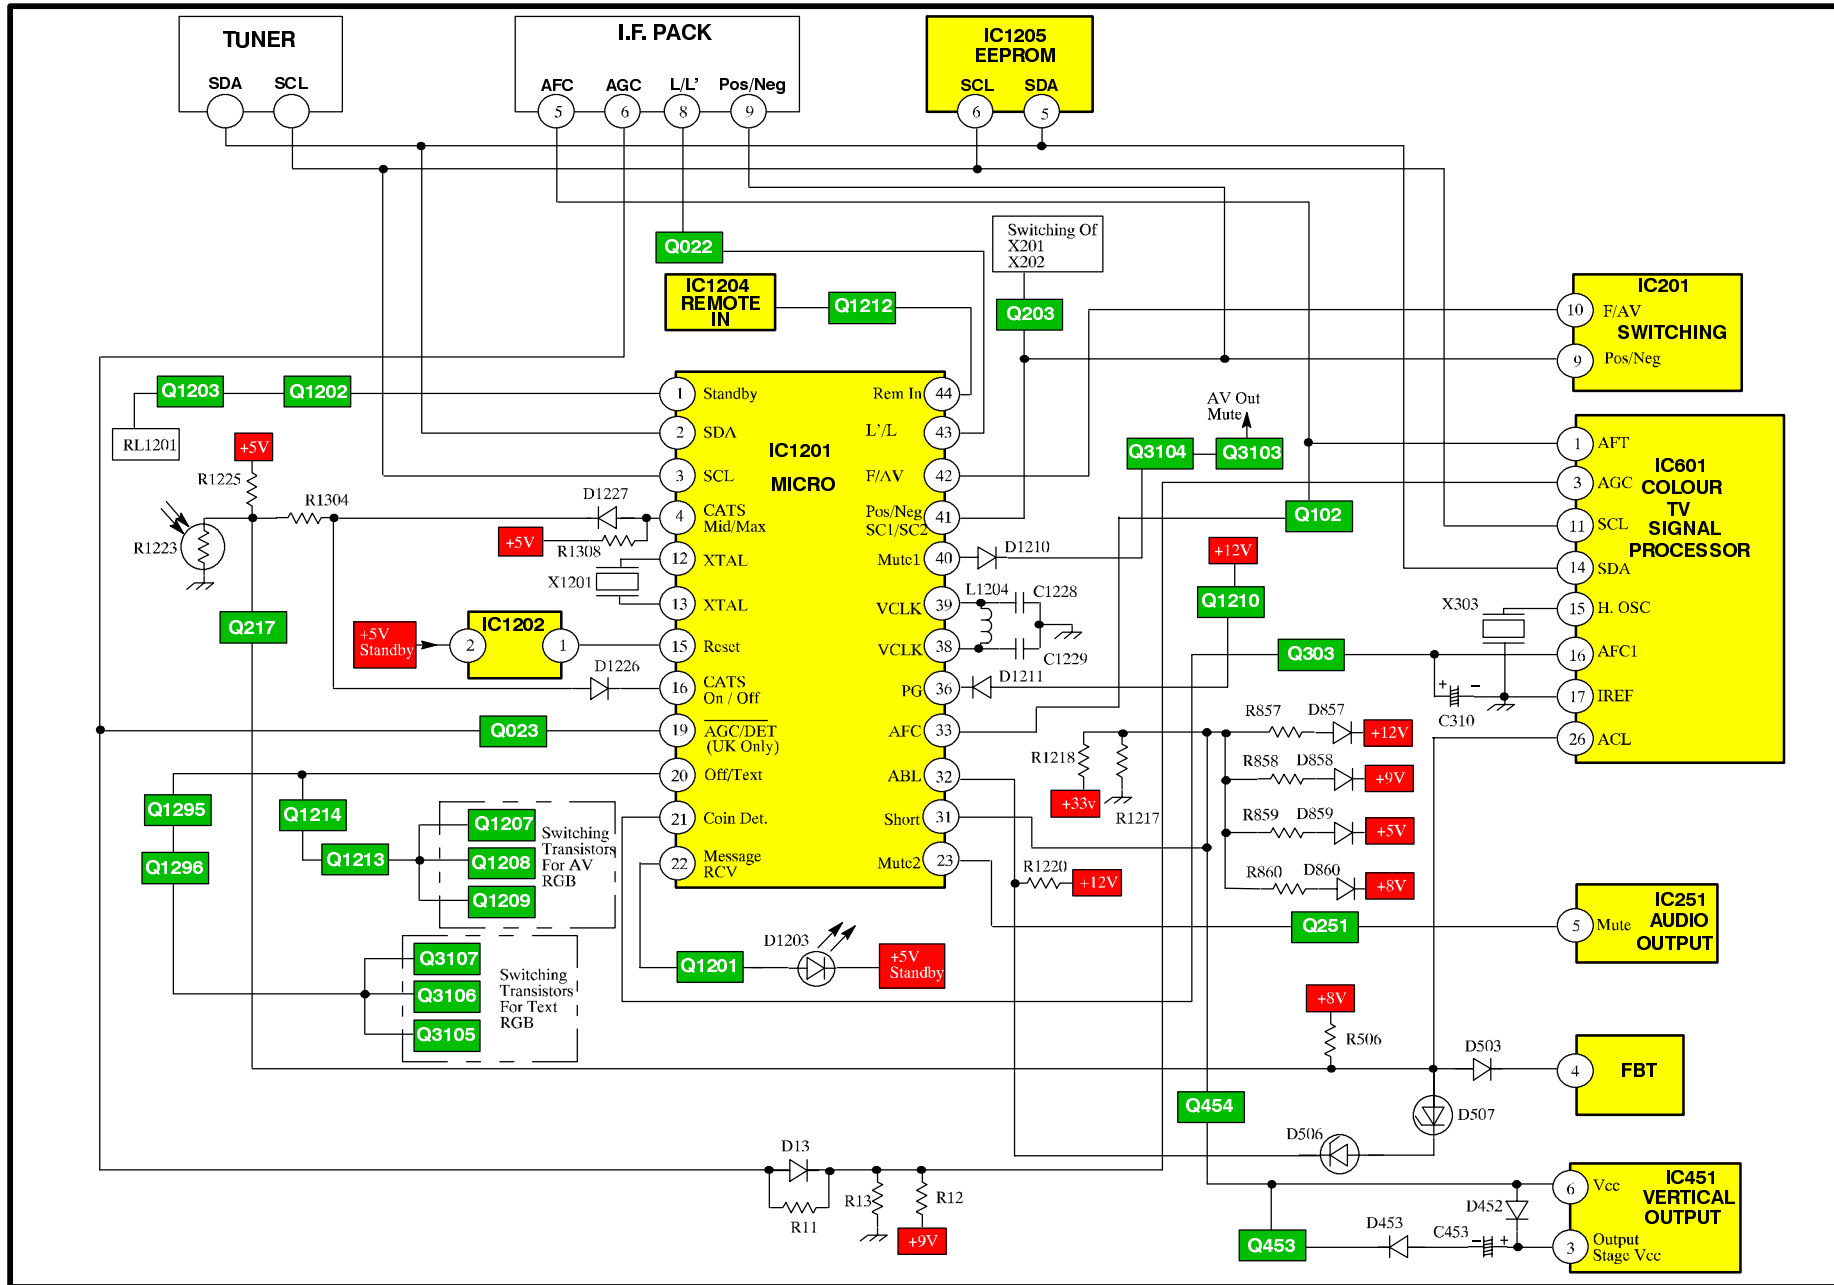 TUNER
SDA SCL
I.F. PACK
AFC AGC L/L' Pos/Neg
5 6 8 9
IC1205
EEPROM
SCL SDA
6 5
Q022
Switching Of
X201
X202
IC1204
REMOTE
IN
Q1212
Q203
IC201
SWITCHING
10 F/AV
9 Pos/Neg
Q1203
Q1202
RL1201
+5V
R1225
R1304
R1223
D1227
+5V
R1308
X1201
Q217
+5V
Standby
2
IC1202
1
D1226
Q023
IC1201
MICRO
1 Standby
2 SDA
3 SCL
4 CATS
Mid/Max
12 XTAL
13 XTAL
15 Reset
16 CATS
On / Off
19 AGC/DET
(UK Only)
20 Off/Text
21 Coin Det.
22 Message
RCV
Rem In 44
L'/L 43
F/AV 42
Pos/Neg
SC1/SC2
41
Mute1 40
VCLK 39
VCLK 38
PG 36
AFC 33
ABL 32
Short 31
Mute2 23
AV Out
Mute
Q3104
Q3103
Q102
D1210
+12V
Q1210
L1204
C1228
C1229
D1211
Q303
X303
C310
+ -
IC601
COLOUR
TV
SIGNAL
PROCESSOR
1 AFT
3 AGC
11 SCL
14 SDA
15 H. OSC
16 AFC1
17 IREF
26 ACL
R1218
+33v
R1217
R857 D857 +12V
R858 D858 +9V
R859 D859 +5V
R860 D860 +8V
R1220
+12V
Q1295
Q1296
Q1214
Q1213
Q1207
Q1208
Q1209
Switching
Transistors
For AV
RGB
Q3107
Q3106
Q3105
Switching
Transistors
For Text
RGB
Q1201
D1203
+5V
Standby
Q251
IC251
AUDIO
OUTPUT
5 Mute
+8V
R506
D503
4
FBT
Q454
D507
D506
D13
R11
R13
R12
+9V
IC451
VERTICAL
OUTPUT
6 Vcc
3 Output
Stage Vcc
D452
D453
C453
- +
Q453